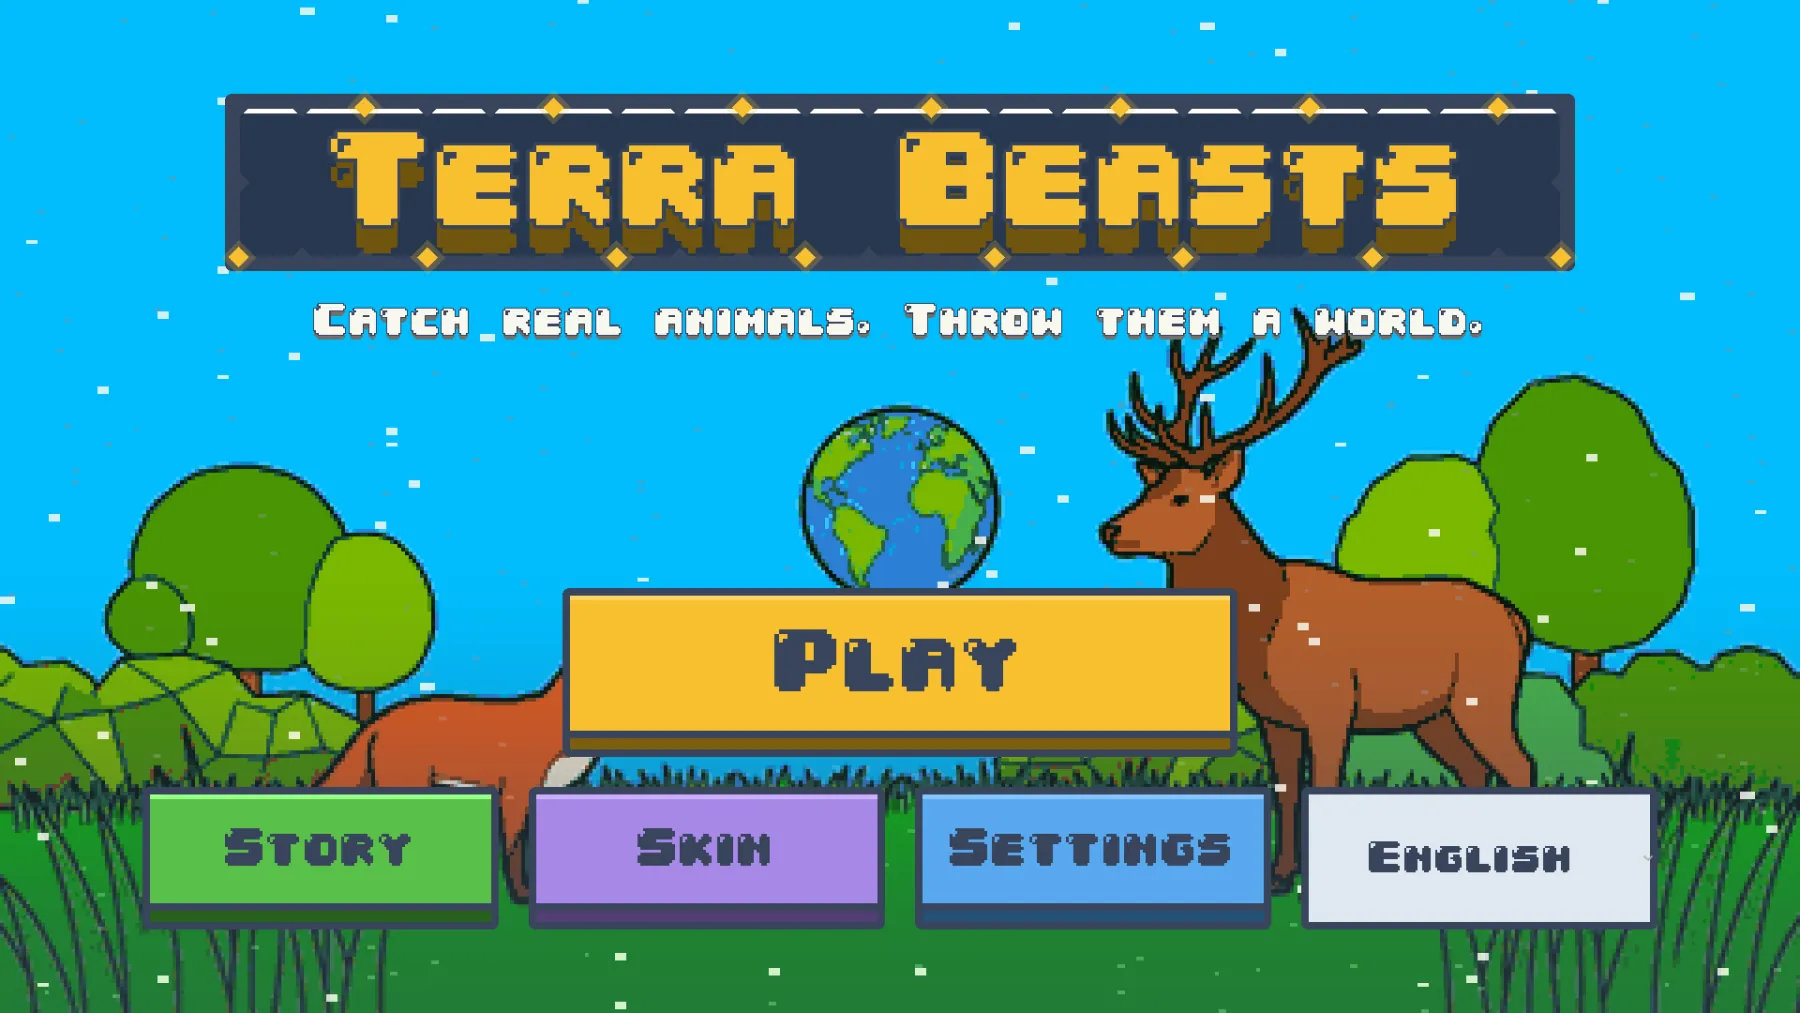 Terra Beasts
Catch real animals. Throw them a world.
Play
Story
Skin
Settings
English